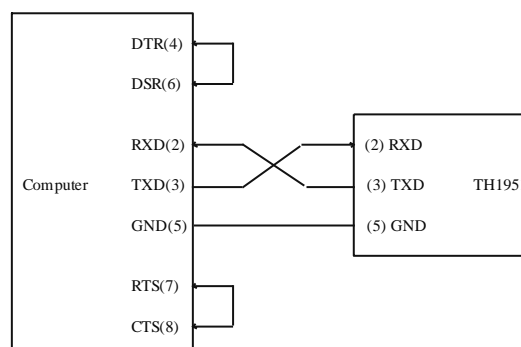 DTR(4)
DSR(6)
RXD(2)
(2) RXD
Computer
TXD(3)
(3) TXD
TH195
GND(5)
(5) GND
RTS(7)
CTS(8)